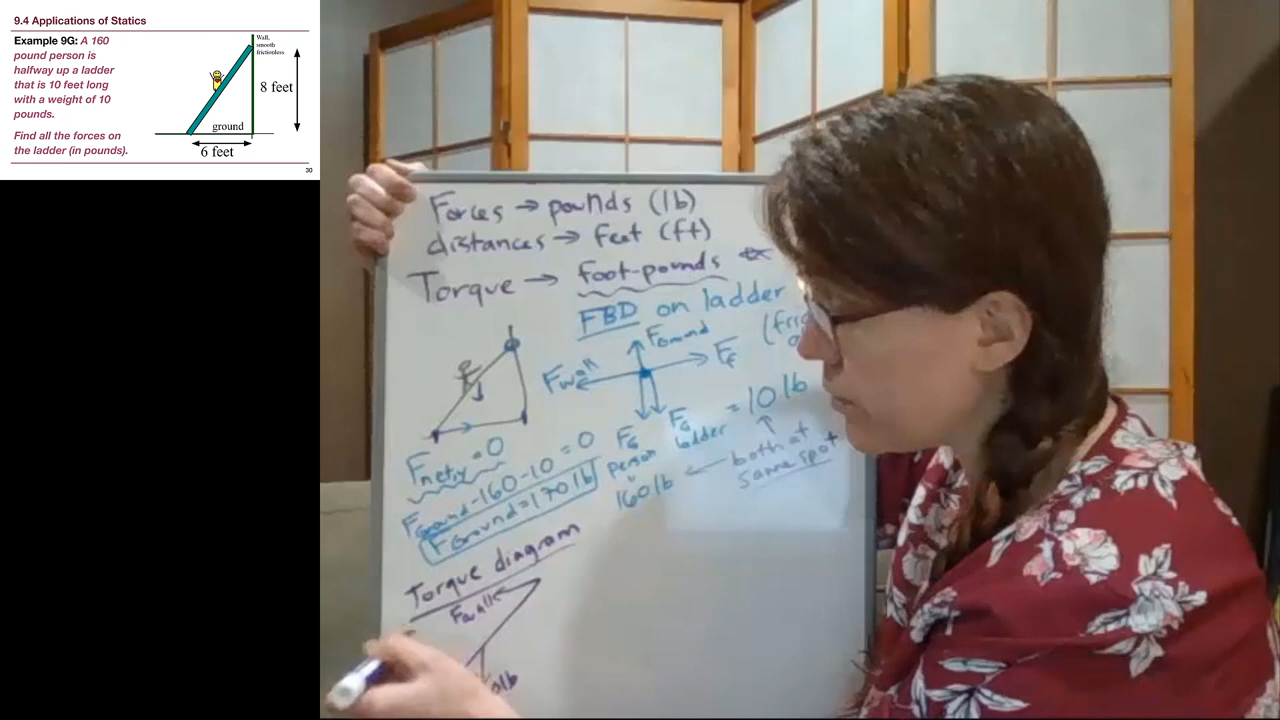 9.4 Applications of Statics
Example 9G: A 160
pound person is
halfway up a ladder
that is 10 feet long
with a weight of 10
pounds.
Find all the forces on
the ladder (in pounds).
Wall,
smooth
frictionless
8 feet
ground
6 feet
30
Forces → pounds (lb)
distances → feet (ft)
Torque → foot-pounds
FBD on ladder
Fground
Fwall
Ff
FG person = 160 lb
FG ladder = 10 lb
both at
same spot
Fnety = 0
Fground - 160 - 10 = 0
Fground = 170 lb
Torque diagram
Fwall